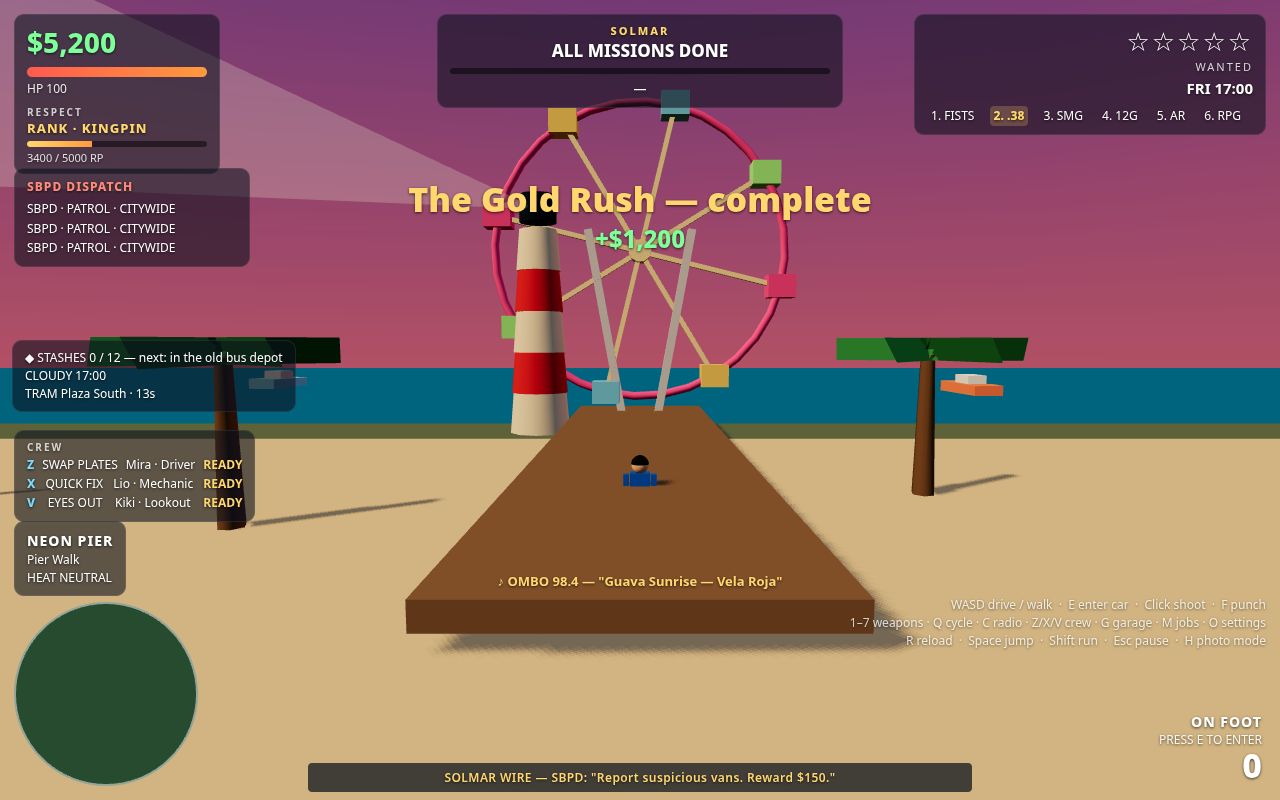 $5,200
HP 100
RESPECT
RANK · KINGPIN
3400 / 5000 RP
SBPD DISPATCH
SBPD · PATROL · CITYWIDE
SBPD · PATROL · CITYWIDE
SBPD · PATROL · CITYWIDE
SOLMAR
ALL MISSIONS DONE
—
☆☆☆☆☆
WANTED
FRI 17:00
1. FISTS 2. .38 3. SMG 4. 12G 5. AR 6. RPG
The Gold Rush — complete
+$1,200
◆ STASHES 0 / 12 — next: in the old bus depot
CLOUDY 17:00
TRAM Plaza South · 13s
CREW
Z SWAP PLATES Mira · Driver READY
X QUICK FIX Lio · Mechanic READY
V EYES OUT Kiki · Lookout READY
NEON PIER
Pier Walk
HEAT NEUTRAL
♪ OMBO 98.4 — "Guava Sunrise — Vela Roja"
WASD drive / walk · E enter car · Click shoot · F punch
1–7 weapons · Q cycle · C radio · Z/X/V crew · G garage · M jobs · O settings
R reload · Space jump · Shift run · Esc pause · H photo mode
ON FOOT
PRESS E TO ENTER
0
SOLMAR WIRE — SBPD: "Report suspicious vans. Reward $150."